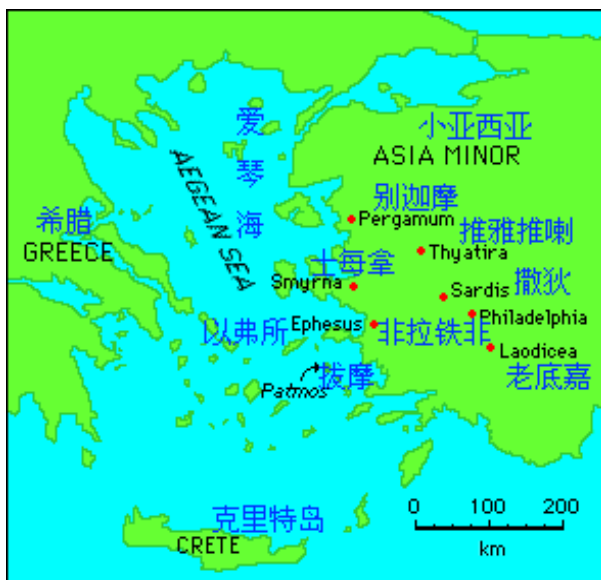 爱琴海
AEGEAN SEA
小亚西亚
ASIA MINOR
别迦摩
Pergamum
希腊
GREECE
推雅推喇
Thyatira
士每拿
Smyrna
撒狄
Sardis
Philadelphia
以弗所
Ephesus
非拉铁非
Laodicea
老底嘉
拔摩
Patmos
克里特岛
CRETE
0 100 200
km